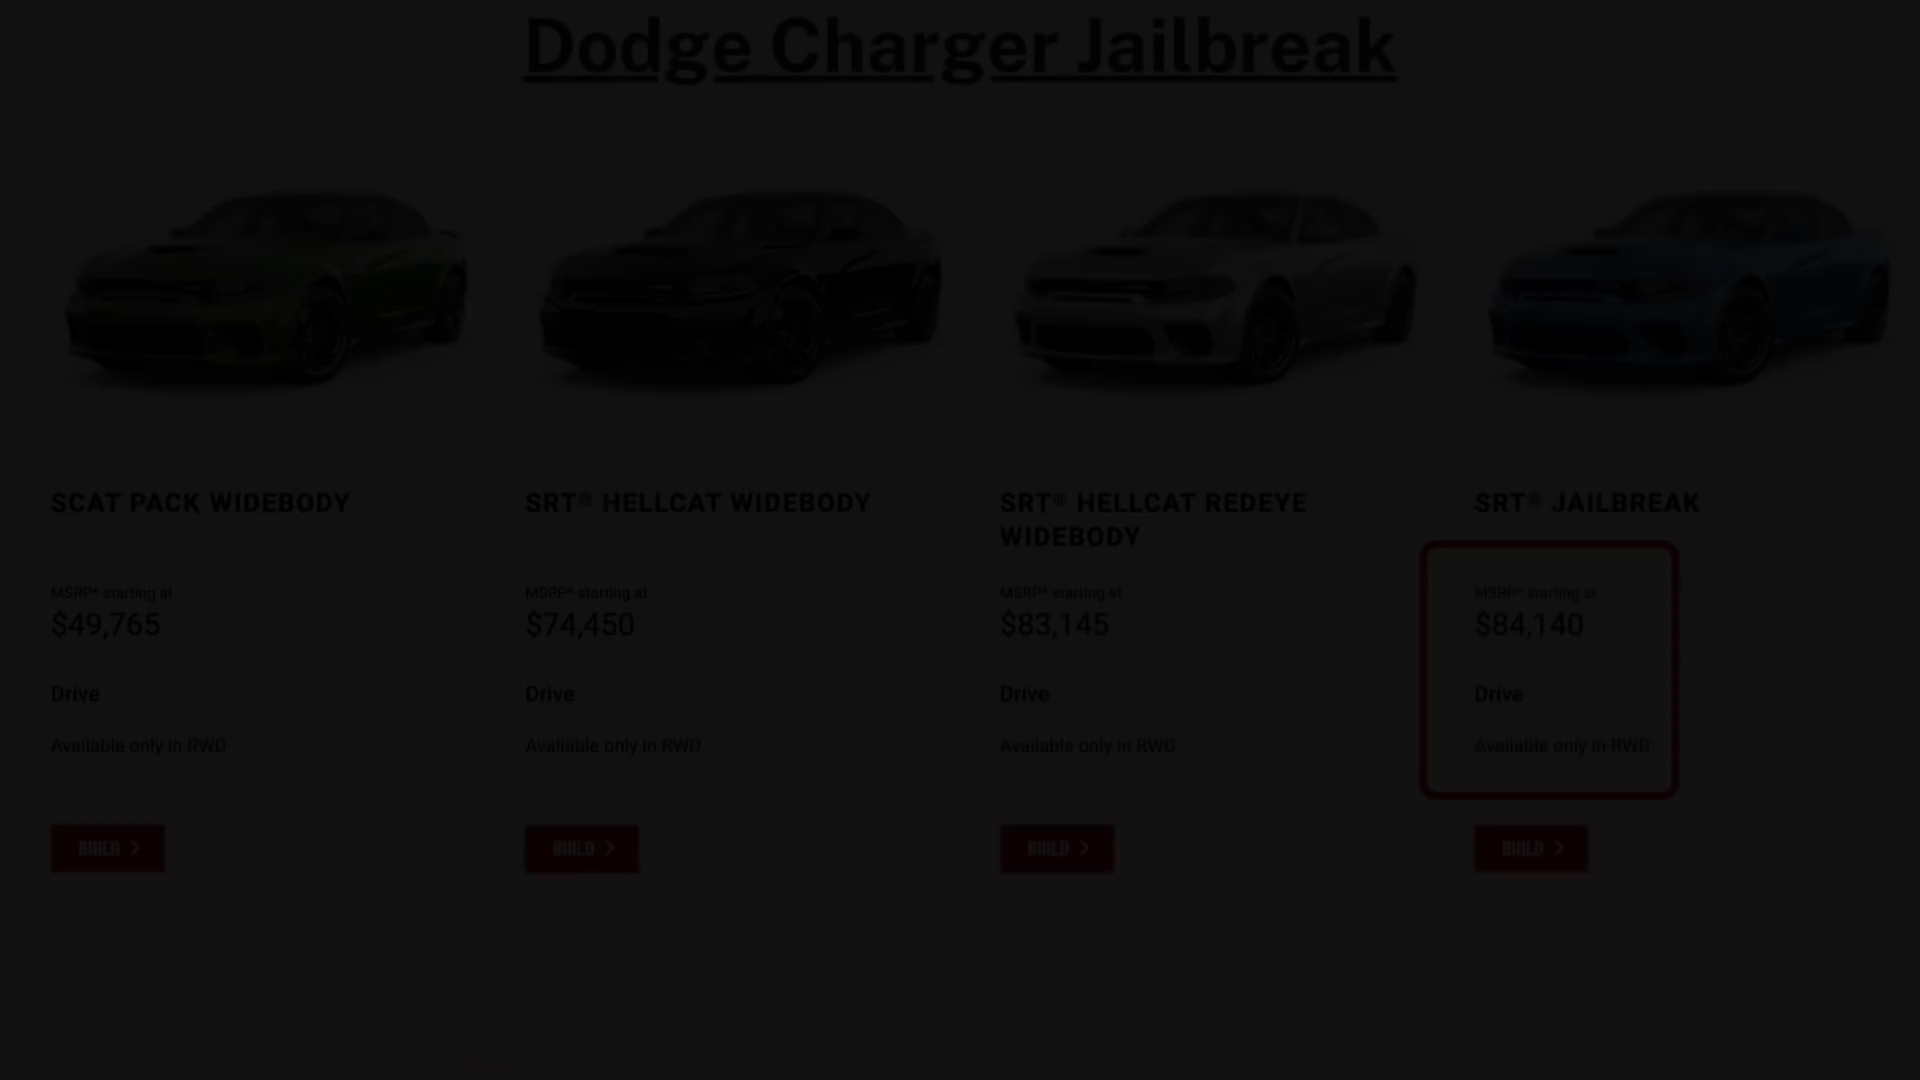 Dodge Charger Jailbreak
SCAT PACK WIDEBODY
MSRP* starting at
$49,765
Drive
Available only in RWD
BUILD >
SRT® HELLCAT WIDEBODY
MSRP* starting at
$74,450
Drive
Available only in RWD
BUILD >
SRT® HELLCAT REDEYE
WIDEBODY
MSRP* starting at
$83,145
Drive
Available only in RWD
BUILD >
SRT® JAILBREAK
MSRP* starting at
$84,140
Drive
Available only in RWD
BUILD >